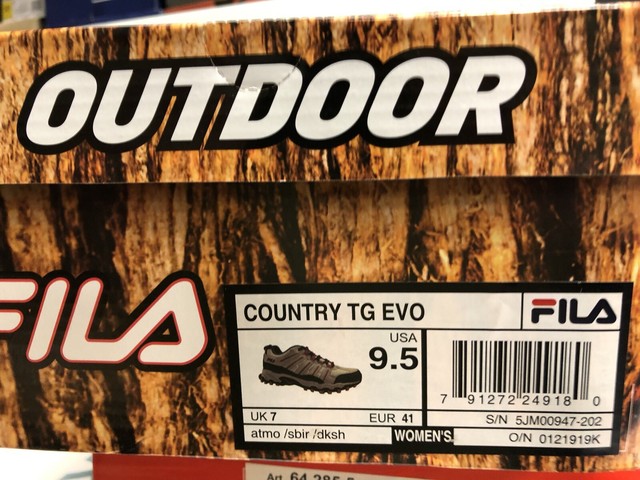 OUTDOOR
FILA
COUNTRY TG EVO
FILA
USA
9.5
7 91272 24918 0
UK 7 EUR 41
S/N 5JM00947-202
atmo /sbir /dksh WOMEN'S.
O/N 0121919K
Art.